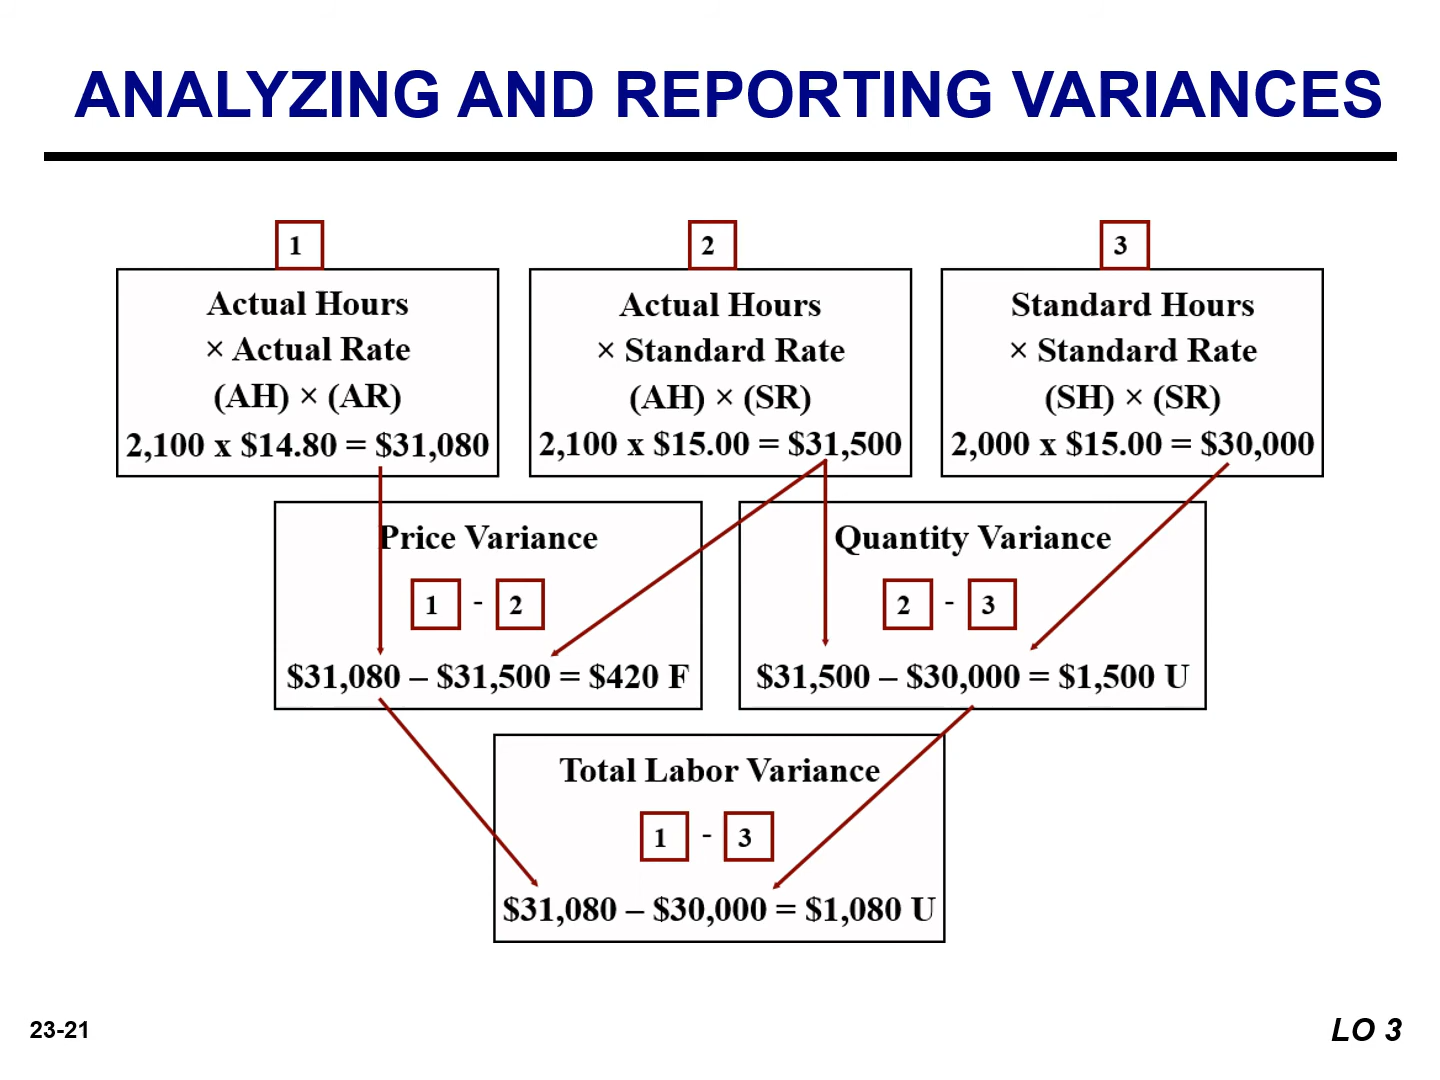 ANALYZING AND REPORTING VARIANCES
1
Actual Hours
× Actual Rate
(AH) × (AR)
2,100 x $14.80 = $31,080
2
Actual Hours
× Standard Rate
(AH) × (SR)
2,100 x $15.00 = $31,500
3
Standard Hours
× Standard Rate
(SH) × (SR)
2,000 x $15.00 = $30,000
Price Variance
1 - 2
$31,080 – $31,500 = $420 F
Quantity Variance
2 - 3
$31,500 – $30,000 = $1,500 U
Total Labor Variance
1 - 3
$31,080 – $30,000 = $1,080 U
23-21
LO 3